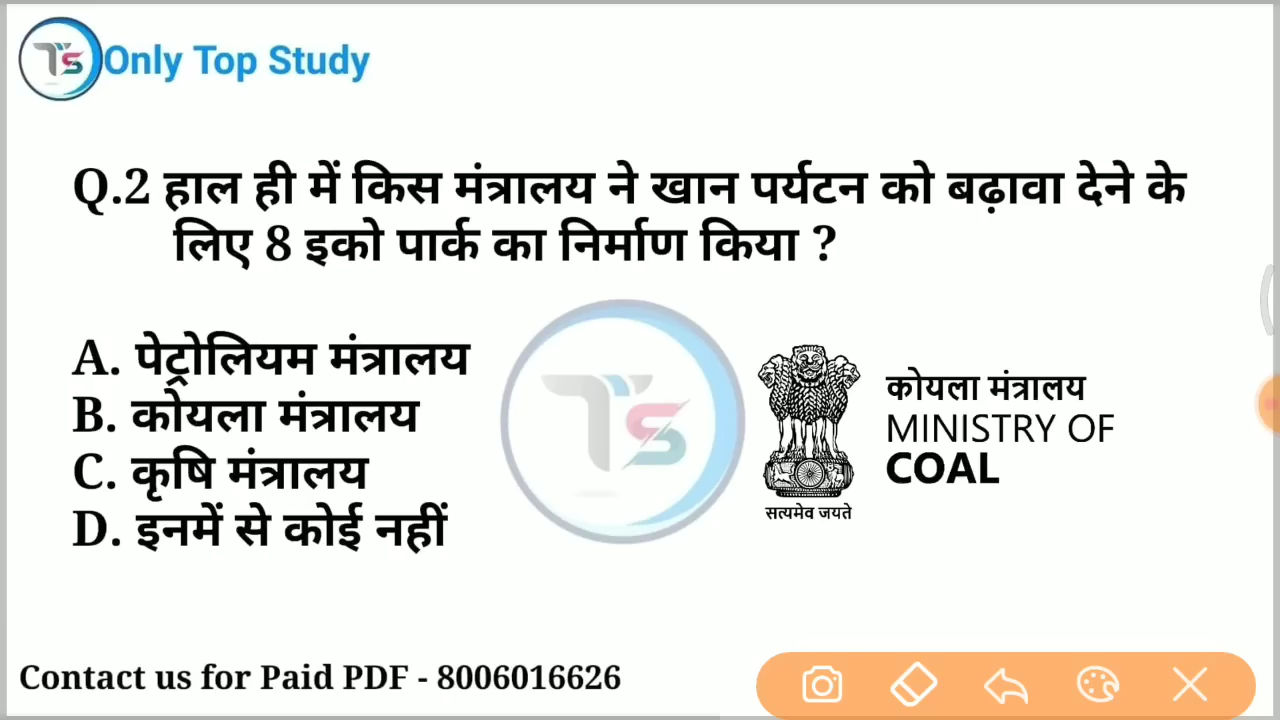 Only Top Study
Q.2 हाल ही में किस मंत्रालय ने खान पर्यटन को बढ़ावा देने के
लिए 8 इको पार्क का निर्माण किया ?
A. पेट्रोलियम मंत्रालय
B. कोयला मंत्रालय
C. कृषि मंत्रालय
D. इनमें से कोई नहीं
TS
कोयला मंत्रालय
MINISTRY OF
COAL
सत्यमेव जयते
Contact us for Paid PDF - 8006016626